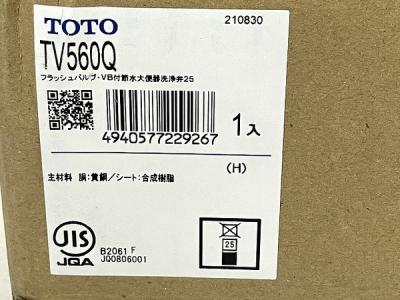 TOTO
210830
TV560Q
フラッシュバルブ・VB付節水大便器洗浄弁25
4940577229267
1入
(H)
主材料 胴:黄銅/シート:合成樹脂
JIS
JQA
B2061 F
JQ0806001
25